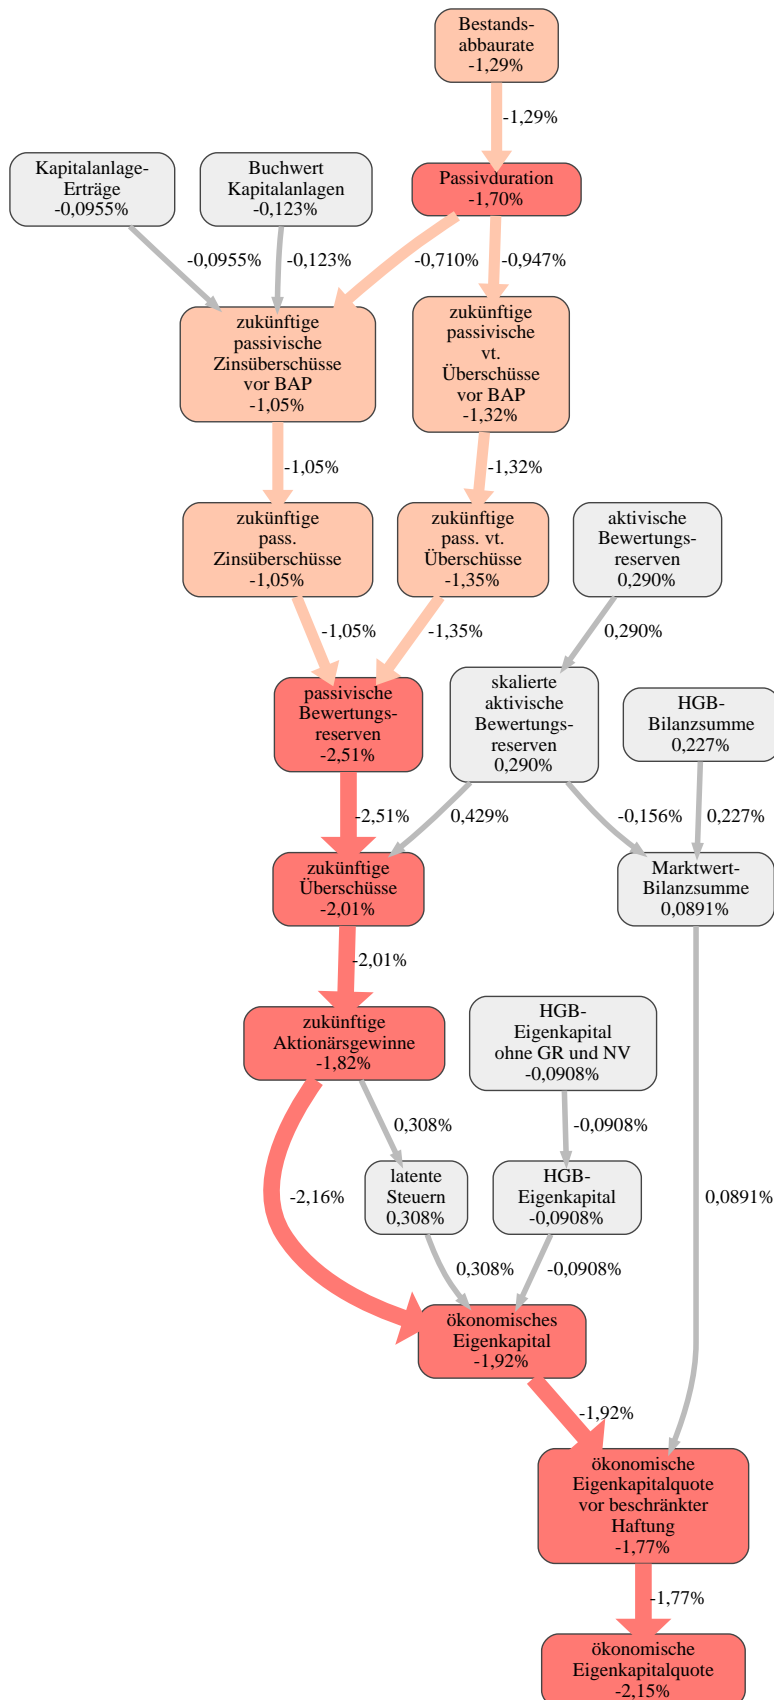 Bestands-
abbaurate
-1,29%
-1,29%
Kapitalanlage-
Erträge
-0,0955%
Buchwert
Kapitalanlagen
-0,123%
Passivduration
-1,70%
-0,0955%
-0,123%
-0,710%
-0,947%
zukünftige
passivische
Zinsüberschüsse
vor BAP
-1,05%
zukünftige
passivische
vt.
Überschüsse
vor BAP
-1,32%
-1,05%
-1,32%
zukünftige
pass.
Zinsüberschüsse
-1,05%
zukünftige
pass. vt.
Überschüsse
-1,35%
aktivische
Bewertungs-
reserven
0,290%
-1,05%
-1,35%
0,290%
passivische
Bewertungs-
reserven
-2,51%
skalierte
aktivische
Bewertungs-
reserven
0,290%
HGB-
Bilanzsumme
0,227%
-2,51%
0,429%
-0,156%
0,227%
zukünftige
Überschüsse
-2,01%
Marktwert-
Bilanzsumme
0,0891%
-2,01%
zukünftige
Aktionärsgewinne
-1,82%
HGB-
Eigenkapital
ohne GR und NV
-0,0908%
0,308%
-0,0908%
-2,16%
latente
Steuern
0,308%
HGB-
Eigenkapital
-0,0908%
0,0891%
0,308%
-0,0908%
ökonomisches
Eigenkapital
-1,92%
-1,92%
ökonomische
Eigenkapitalquote
vor beschränkter
Haftung
-1,77%
-1,77%
ökonomische
Eigenkapitalquote
-2,15%